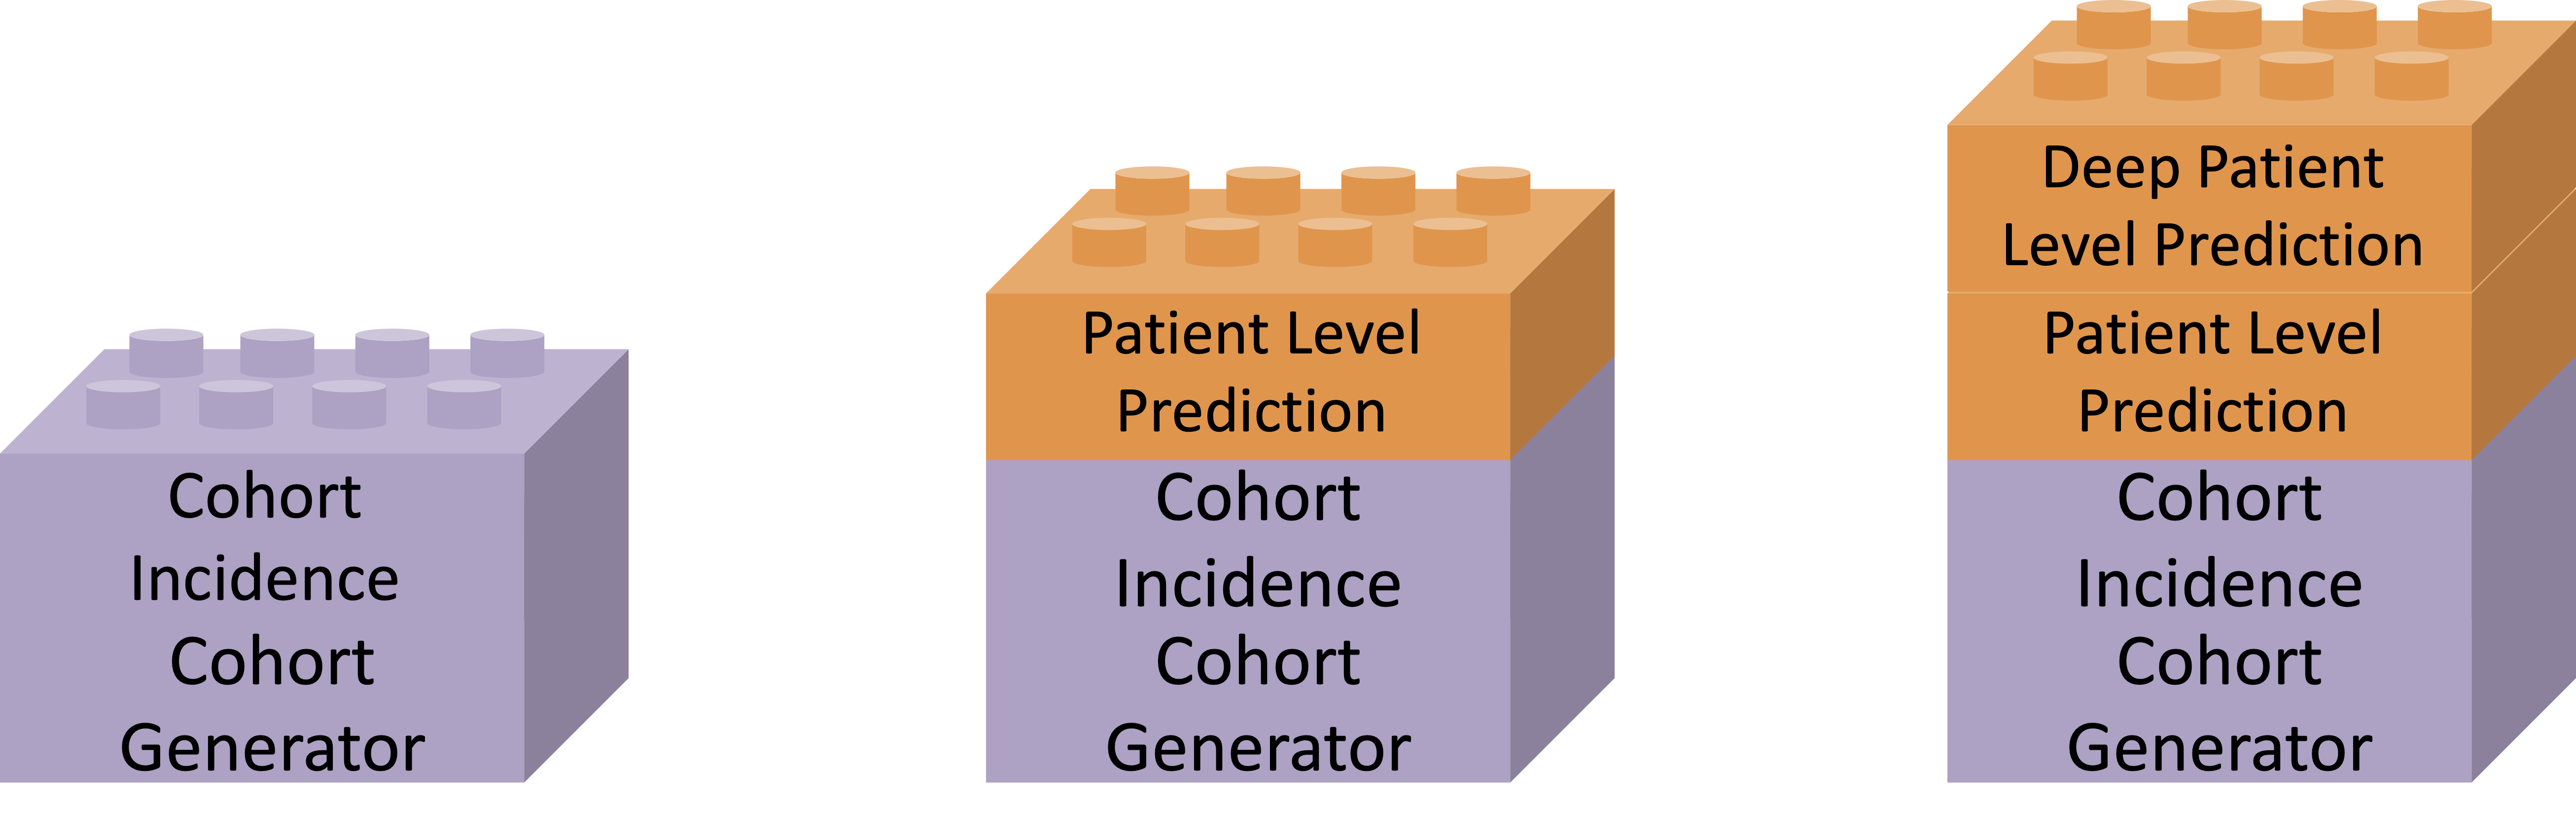 Cohort
Incidence
Cohort
Generator
Patient Level
Prediction
Cohort
Incidence
Cohort
Generator
Deep Patient
Level Prediction
Patient Level
Prediction
Cohort
Incidence
Cohort
Generator